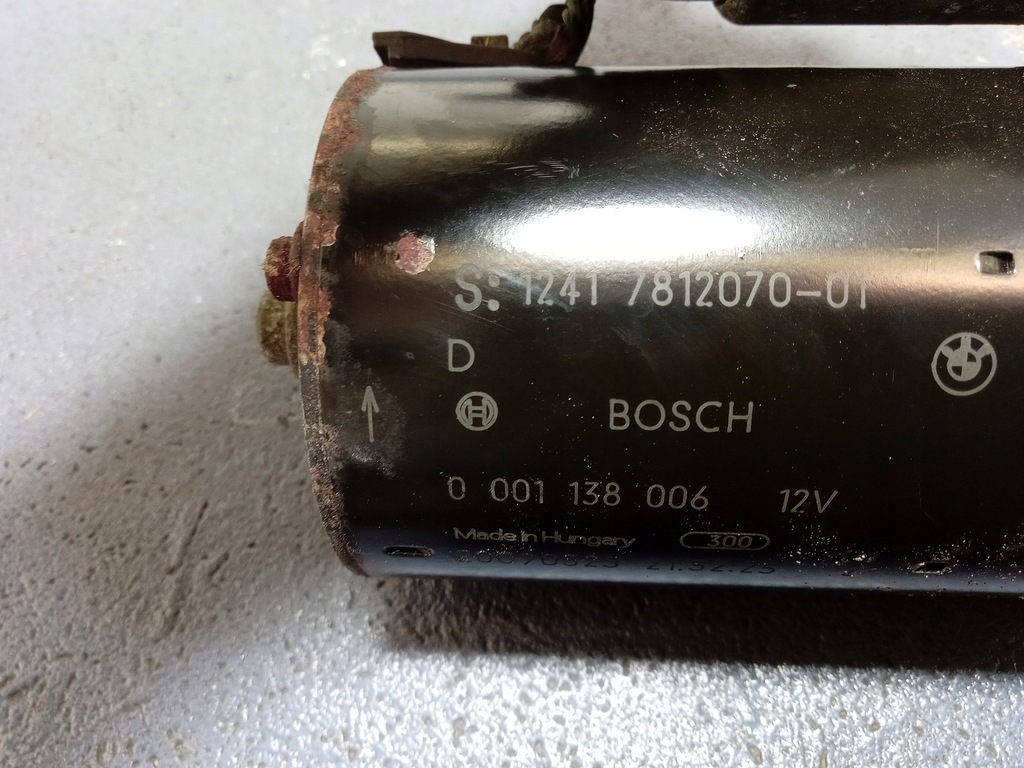 S: 1241 7812070-01
D
BOSCH
0 001 138 006 12V
Made in Hungary 300